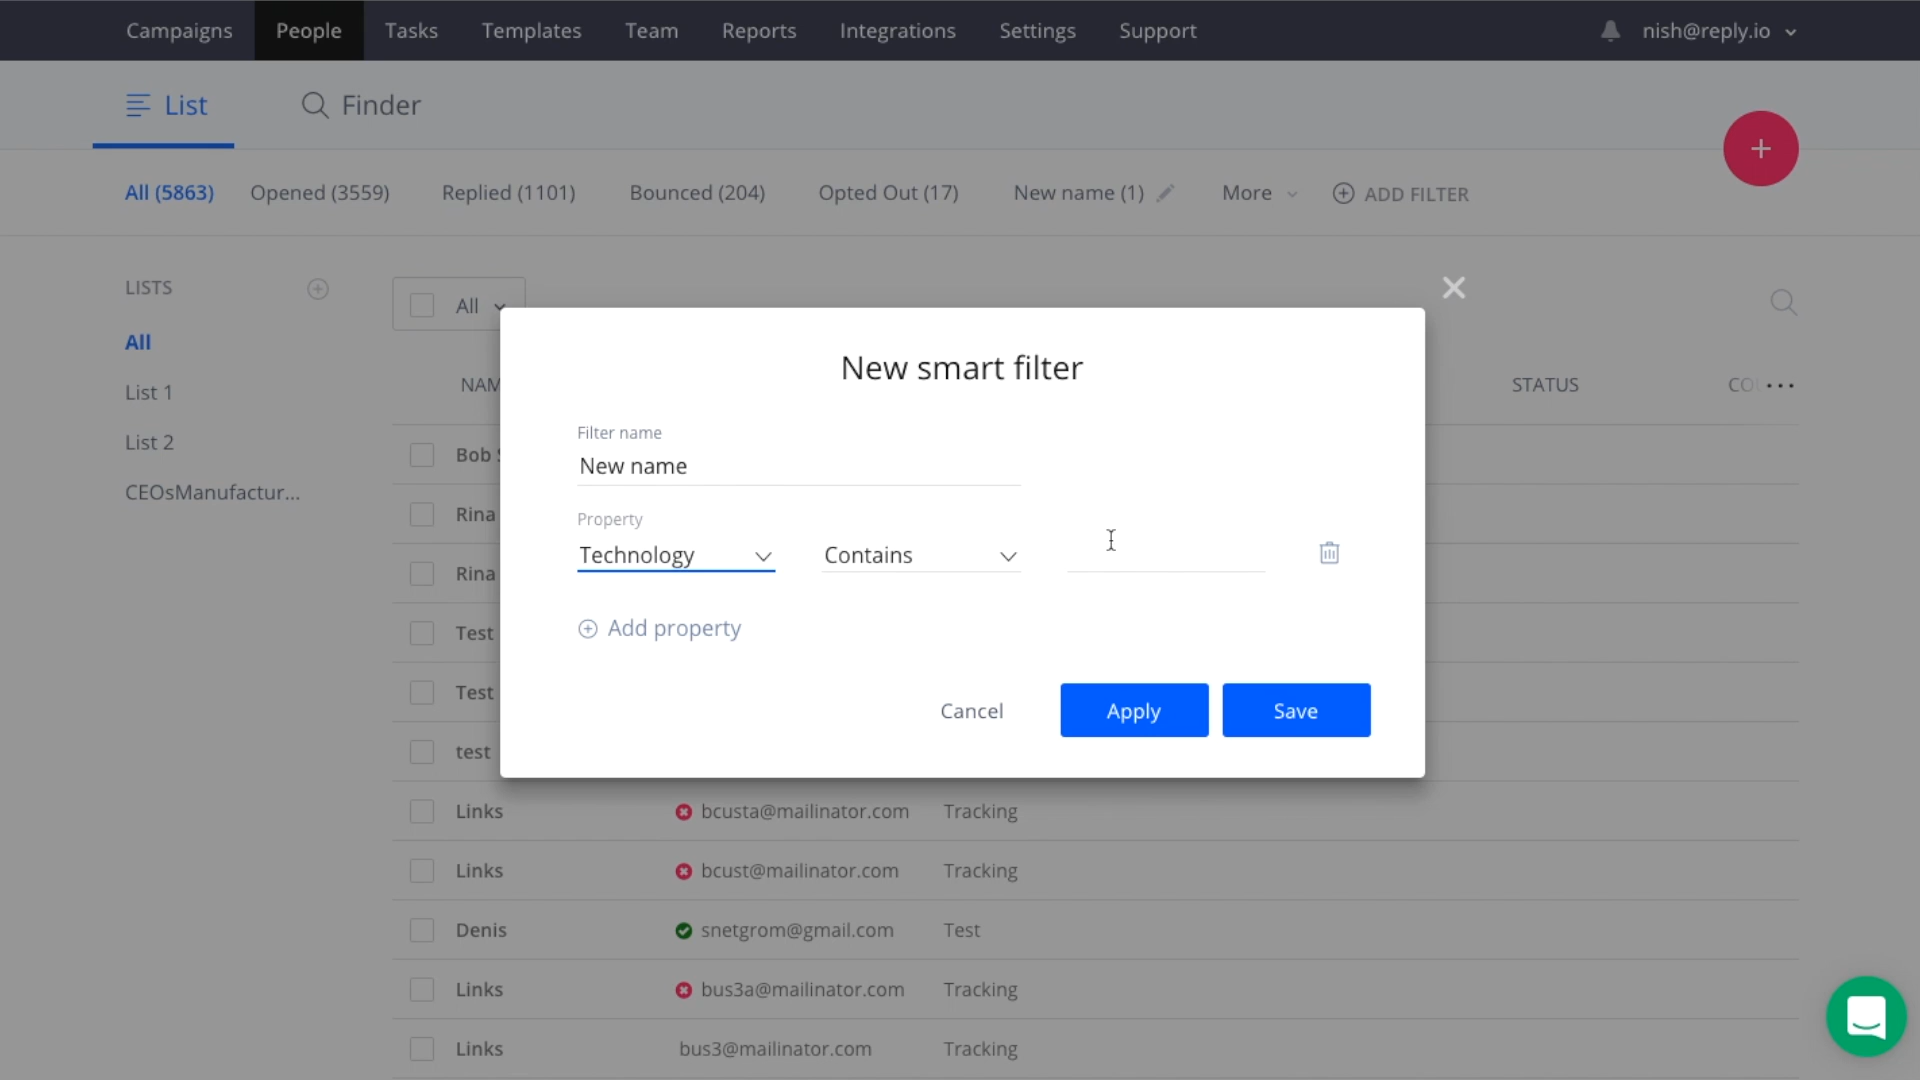 Campaigns People Tasks Templates Team Reports Integrations Settings Support nish@reply.io
List Finder
All (5863) Opened (3559) Replied (1101) Bounced (204) Opted Out (17) New name (1) More ADD FILTER
LISTS
All
List 1
List 2
CEOsManufactur...
All
NAM STATUS CO
Bob S
Rina
Rina
Test
Test
test
New smart filter
Filter name
New name
Property
Technology Contains
Add property
Cancel Apply Save
Links bcusta@mailinator.com Tracking
Links bcust@mailinator.com Tracking
Denis snetgrom@gmail.com Test
Links bus3a@mailinator.com Tracking
Links bus3@mailinator.com Tracking